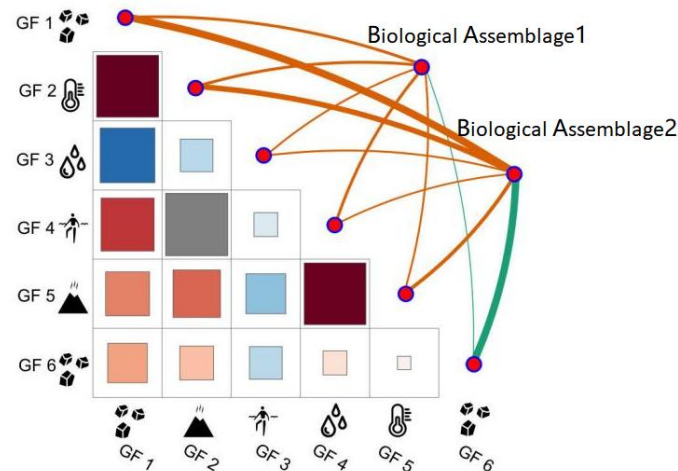 GF 1
Biological Assemblage1
GF 2
Biological Assemblage2
GF 3
GF 4
GF 5
GF 6
GF 1 GF 2 GF 3 GF 4 GF 5 GF 6